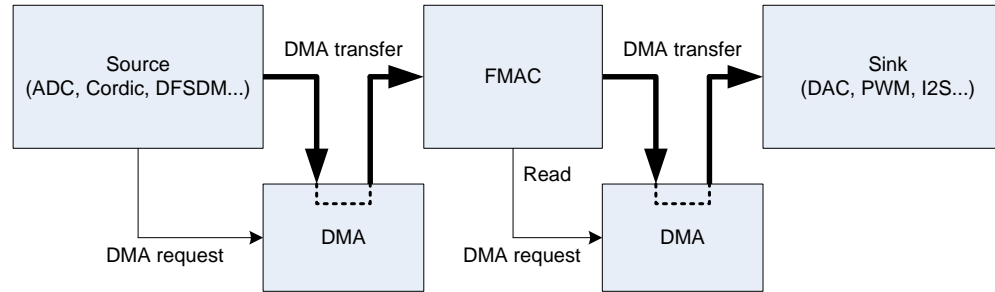 Source
(ADC, Cordic, DFSDM...)
DMA transfer
FMAC
DMA transfer
Sink
(DAC, PWM, I2S...)
Read
DMA
DMA
DMA request
DMA request